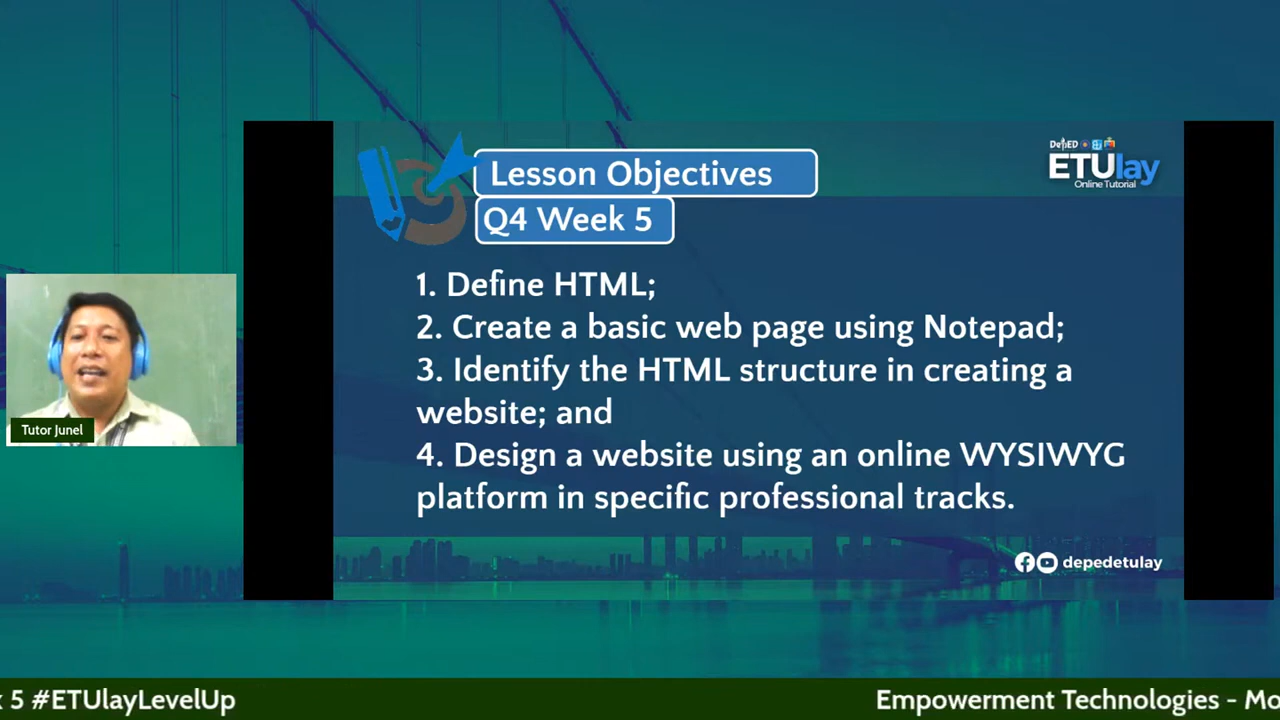 Lesson Objectives
Q4 Week 5
DepED
ETUlay
Online Tutorial
1. Define HTML;
2. Create a basic web page using Notepad;
3. Identify the HTML structure in creating a
website; and
4. Design a website using an online WYSIWYG
platform in specific professional tracks.
Tutor Junel
depedetulay
5 #ETUlayLevelUp
Empowerment Technologies -